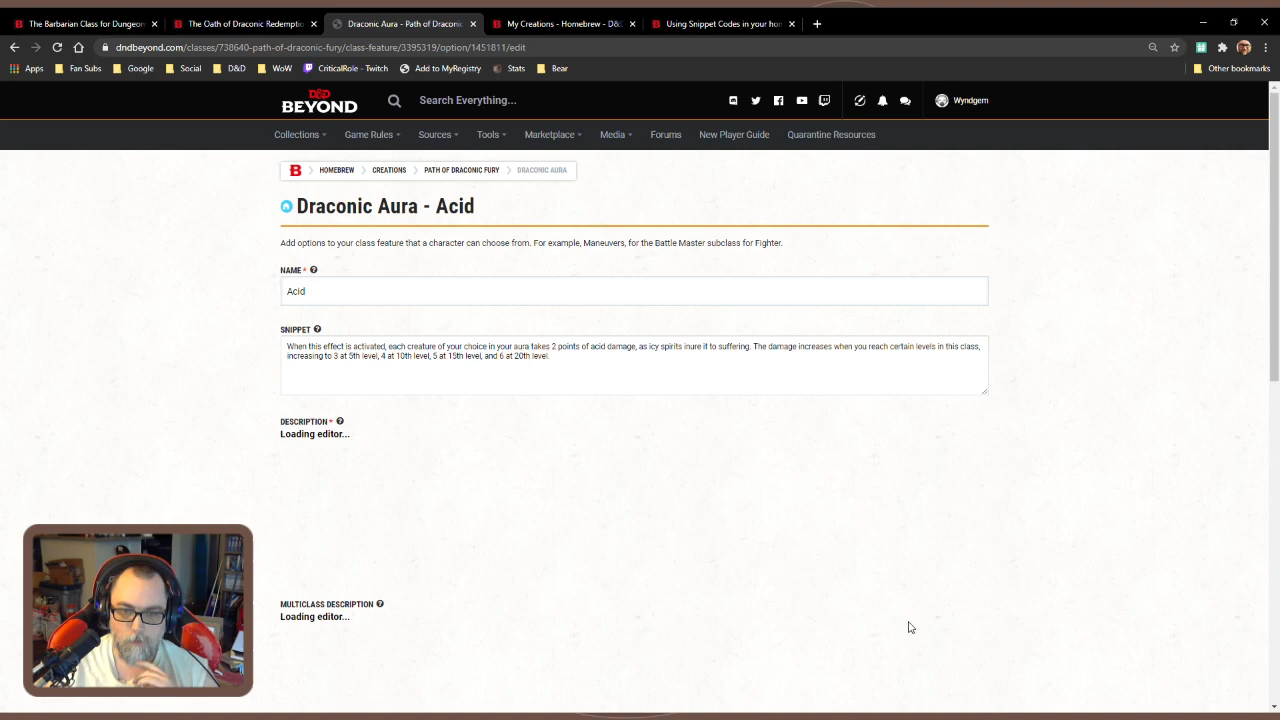 The Barbarian Class for Dungeon
The Oath of Draconic Redemptio
Draconic Aura - Path of Draconic
My Creations - Homebrew - D&D
Using Snippet Codes in your hom
dndbeyond.com/classes/738640-path-of-draconic-fury/class-feature/3395319/option/1451811/edit
Apps
Fan Subs
Google
Social
D&D
WoW
CriticalRole - Twitch
Add to MyRegistry
Stats
Bear
Other bookmarks
D&D
BEYOND
Search Everything...
Wyndgem
Collections
Game Rules
Sources
Tools
Marketplace
Media
Forums
New Player Guide
Quarantine Resources
B
HOMEBREW
CREATIONS
PATH OF DRACONIC FURY
DRACONIC AURA
Draconic Aura - Acid
Add options to your class feature that a character can choose from. For example, Maneuvers, for the Battle Master subclass for Fighter.
NAME *
Acid
SNIPPET
When this effect is activated, each creature of your choice in your aura takes 2 points of acid damage, as icy spirits inure it to suffering. The damage increases when you reach certain levels in this class,
increasing to 3 at 5th level, 4 at 10th level, 5 at 15th level, and 6 at 20th level.
DESCRIPTION *
Loading editor...
MULTICLASS DESCRIPTION
Loading editor...